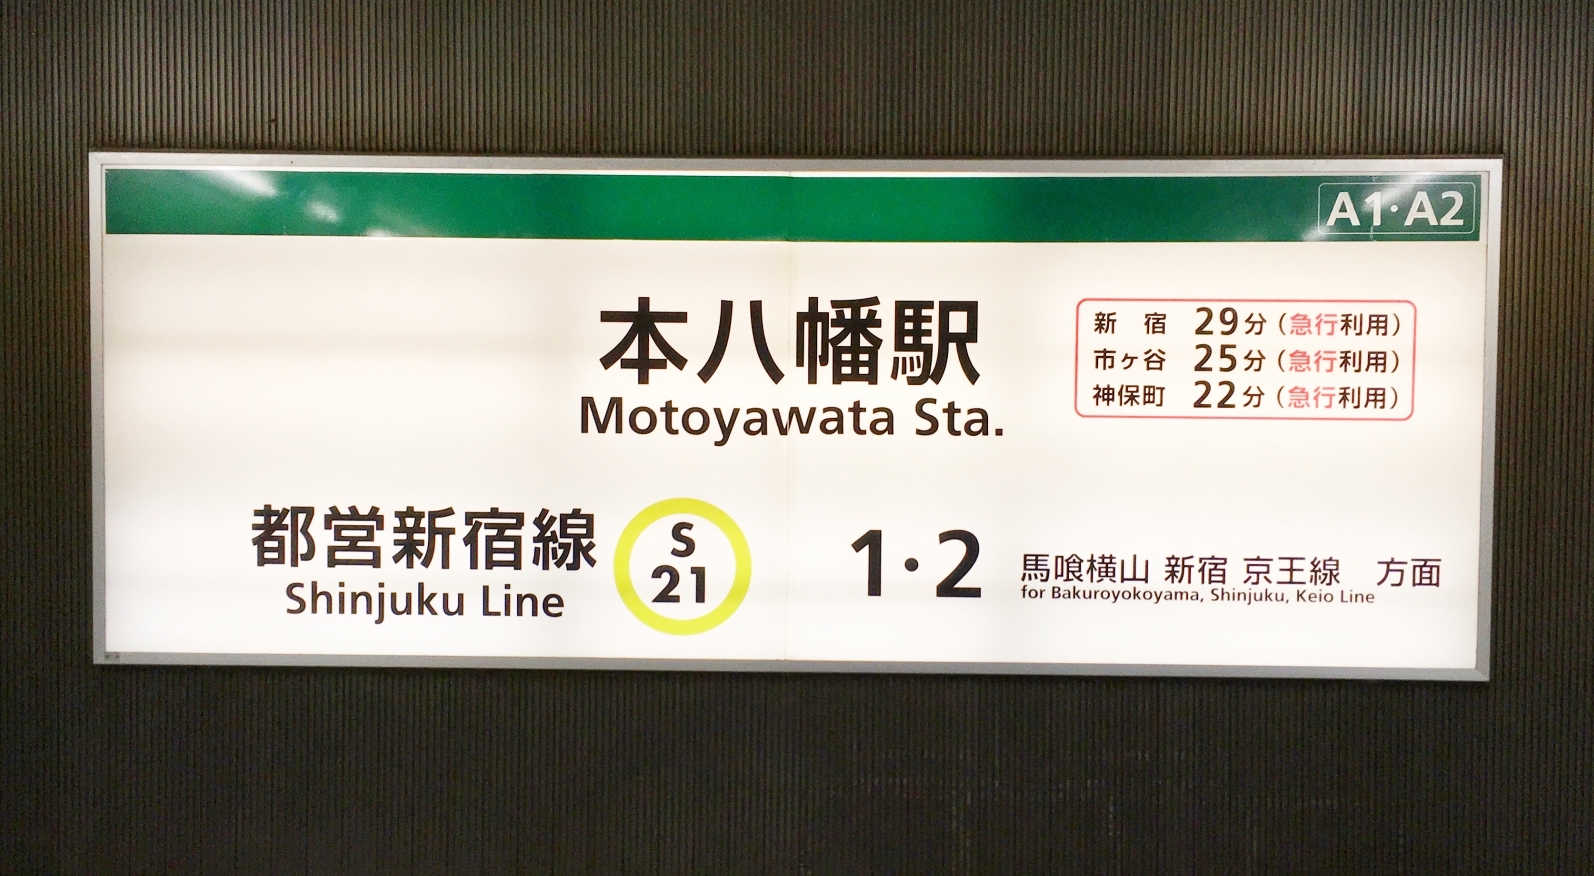 A1·A2
本八幡駅
Motoyawata Sta.
新 宿 29分(急行利用)
市ヶ谷 25分(急行利用)
神保町 22分(急行利用)
都営新宿線
Shinjuku Line
S
21
1·2
馬喰横山 新宿 京王線 方面
for Bakuroyokoyama, Shinjuku, Keio Line